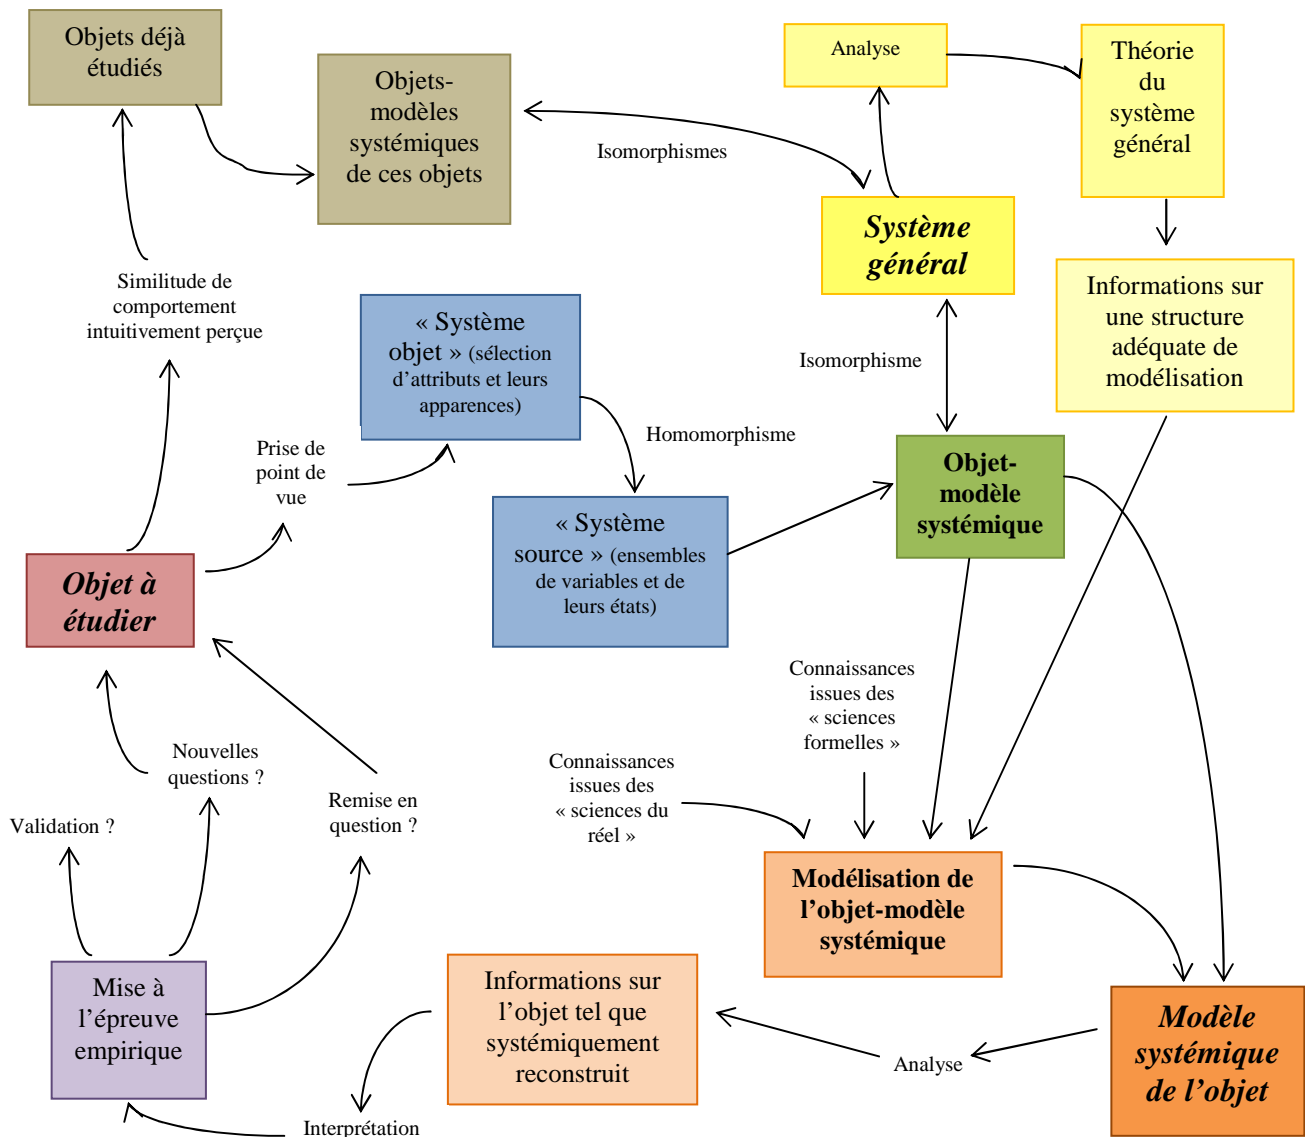 Objets déjà
étudiés
Objets-
modèles
systémiques
de ces objets
Isomorphismes
Analyse
Théorie
du
système
général
Système
général
Similitude de
comportement
intuitivement perçue
« Système
objet » (sélection
d’attributs et leurs
apparences)
Isomorphisme
Informations sur
une structure
adéquate de
modélisation
Prise de
point de
vue
Homomorphisme
« Système
source » (ensembles
de variables et de
leurs états)
Objet-
modèle
systémique
Objet à
étudier
Connaissances
issues des
« sciences
formelles »
Nouvelles
questions ?
Connaissances
issues des
« sciences du
réel »
Validation ?
Remise en
question ?
Modélisation de
l’objet-modèle
systémique
Mise à
l’épreuve
empirique
Informations sur
l’objet tel que
systémiquement
reconstruit
Analyse
Modèle
systémique
de l’objet
Interprétation